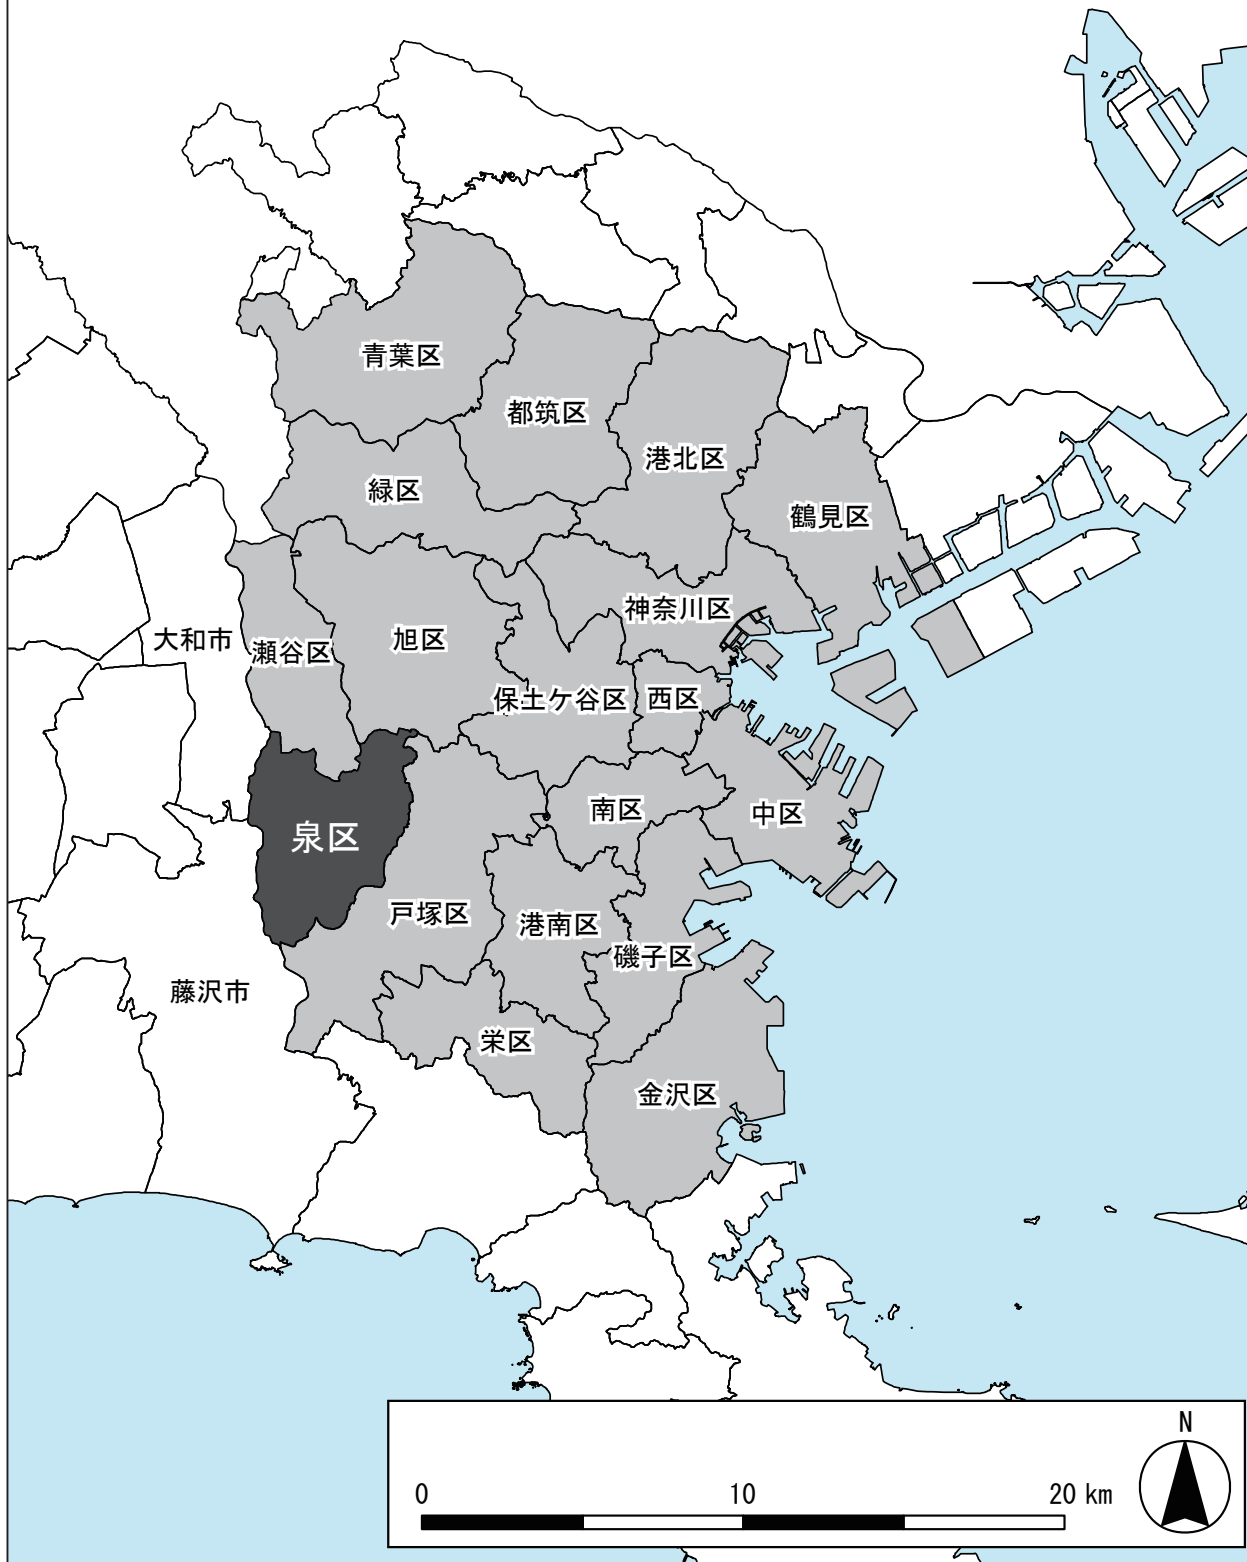 青葉区
都筑区
港北区
緑区
鶴見区
神奈川区
大和市
瀬谷区
旭区
保土ケ谷区
西区
南区
中区
泉区
戸塚区
港南区
磯子区
藤沢市
栄区
金沢区
N
0 10 20 km